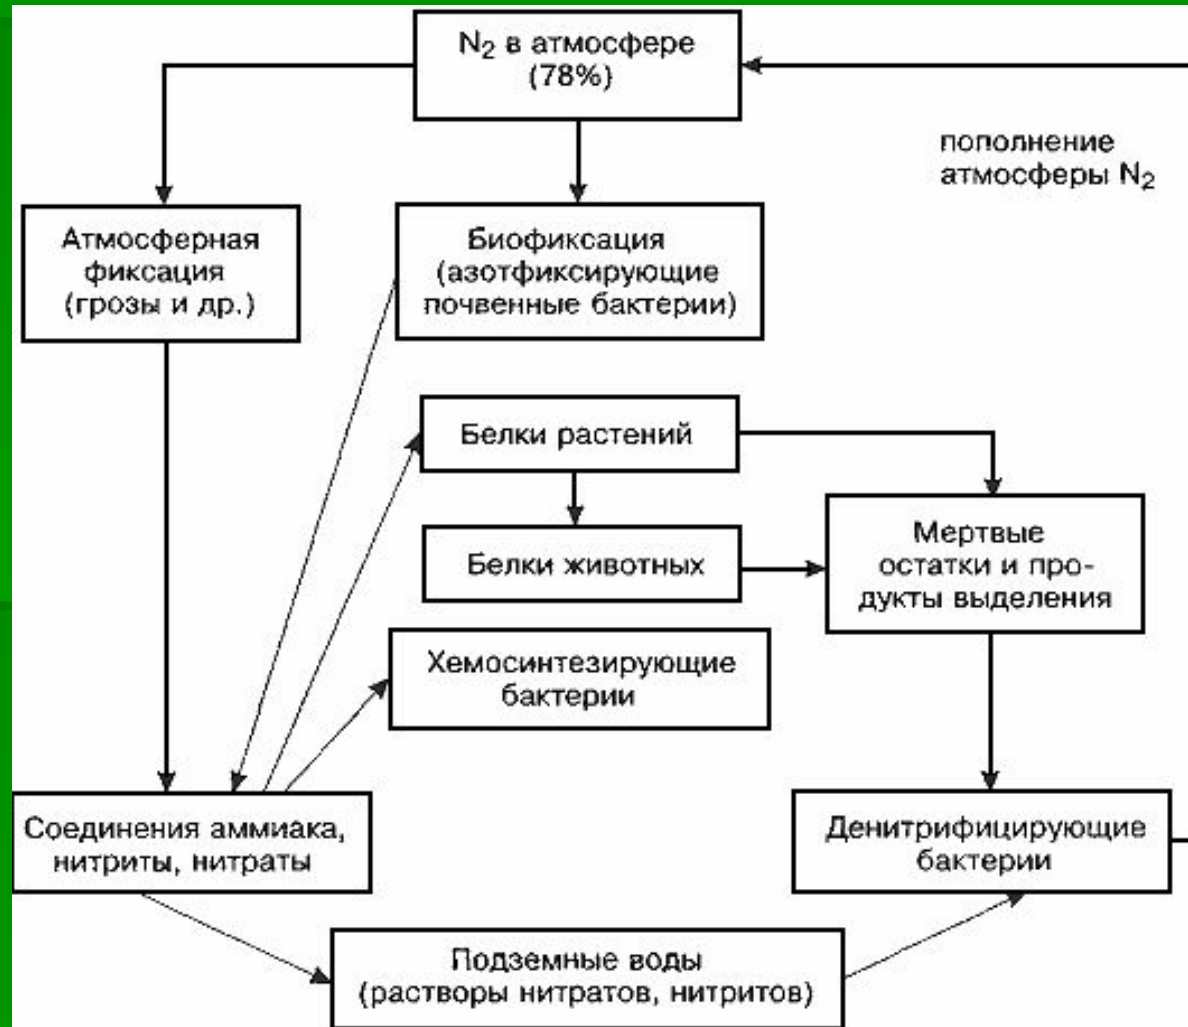 N₂ в атмосфере
(78%)
пополнение
атмосферы N₂
Атмосферная
фиксация
(грозы и др.)
Биофиксация
(азотфиксирующие
почвенные бактерии)
Белки растений
Белки животных
Мертвые
остатки и про-
дукты выделения
Хемосинтезирующие
бактерии
Соединения аммиака,
нитриты, нитраты
Денитрифицирующие
бактерии
Подземные воды
(растворы нитратов, нитритов)